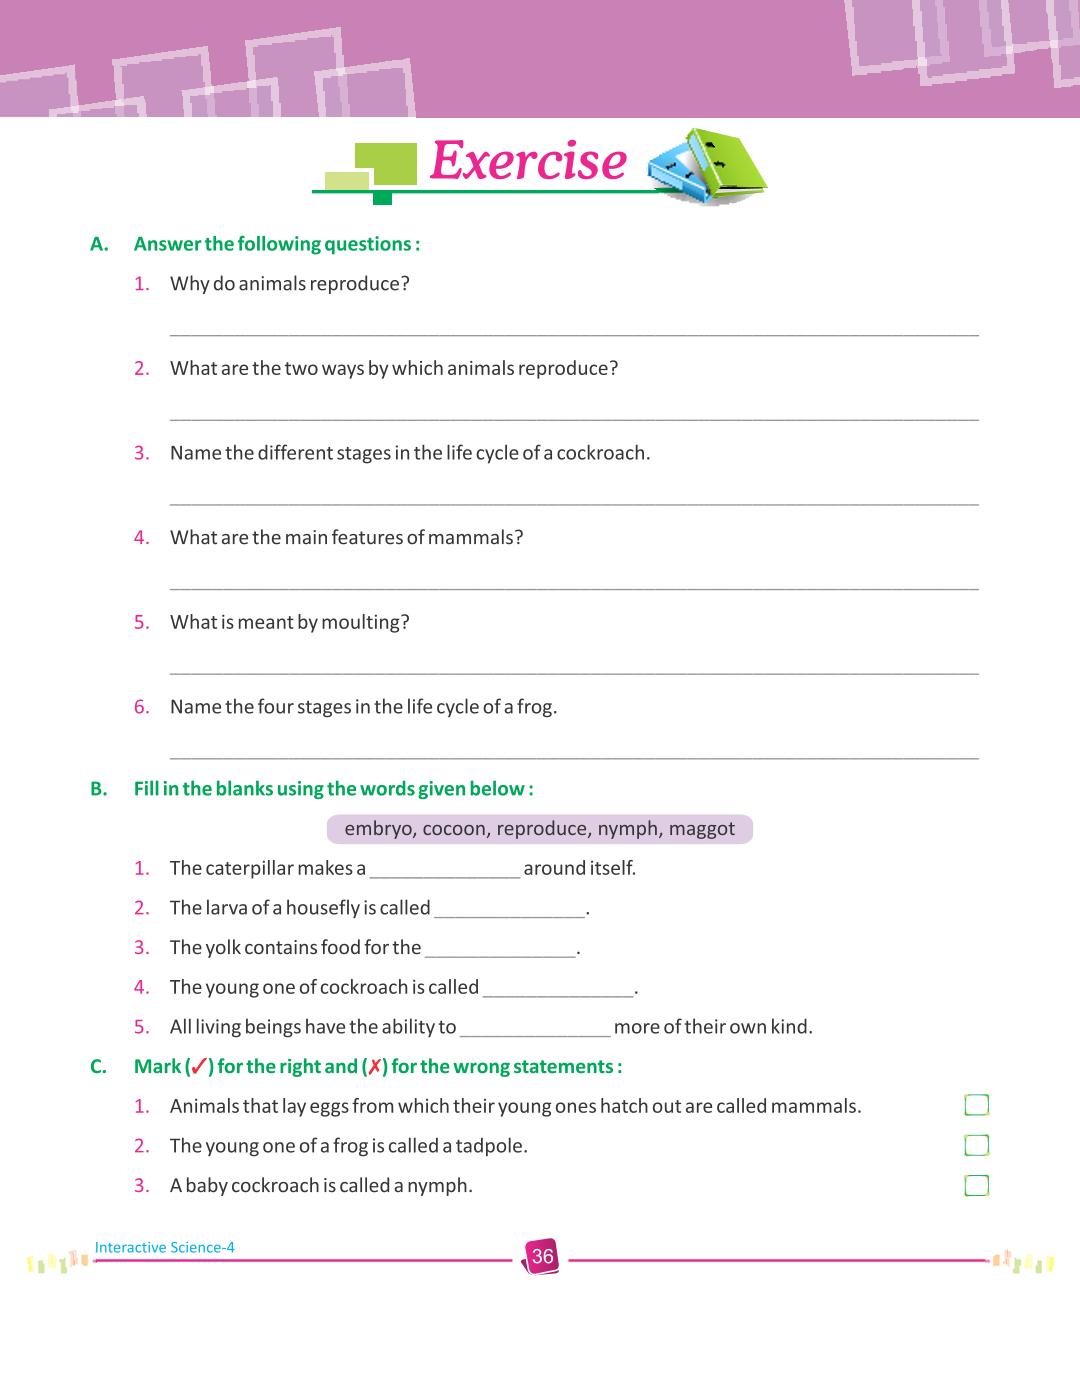 Exercise
A. Answer the following questions :
1. Why do animals reproduce?
2. What are the two ways by which animals reproduce?
3. Name the different stages in the life cycle of a cockroach.
4. What are the main features of mammals?
5. What is meant by moulting?
6. Name the four stages in the life cycle of a frog.
B. Fill in the blanks using the words given below :
embryo, cocoon, reproduce, nymph, maggot
1. The caterpillar makes a ______________ around itself.
2. The larva of a housefly is called ______________.
3. The yolk contains food for the ______________.
4. The young one of cockroach is called ______________.
5. All living beings have the ability to ______________ more of their own kind.
C. Mark (✓) for the right and (✗) for the wrong statements :
1. Animals that lay eggs from which their young ones hatch out are called mammals.
2. The young one of a frog is called a tadpole.
3. A baby cockroach is called a nymph.
Interactive Science-4
36